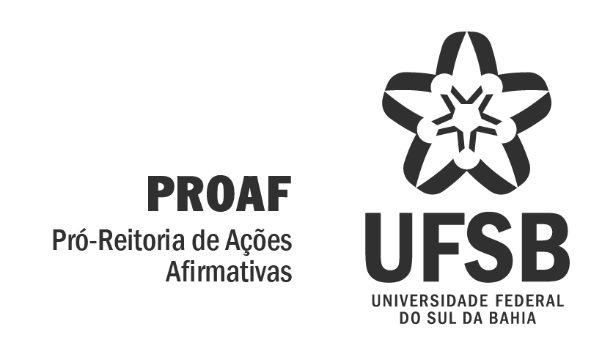 PROAF
Pró-Reitoria de Ações
Afirmativas
UFSB
UNIVERSIDADE FEDERAL
DO SUL DA BAHIA